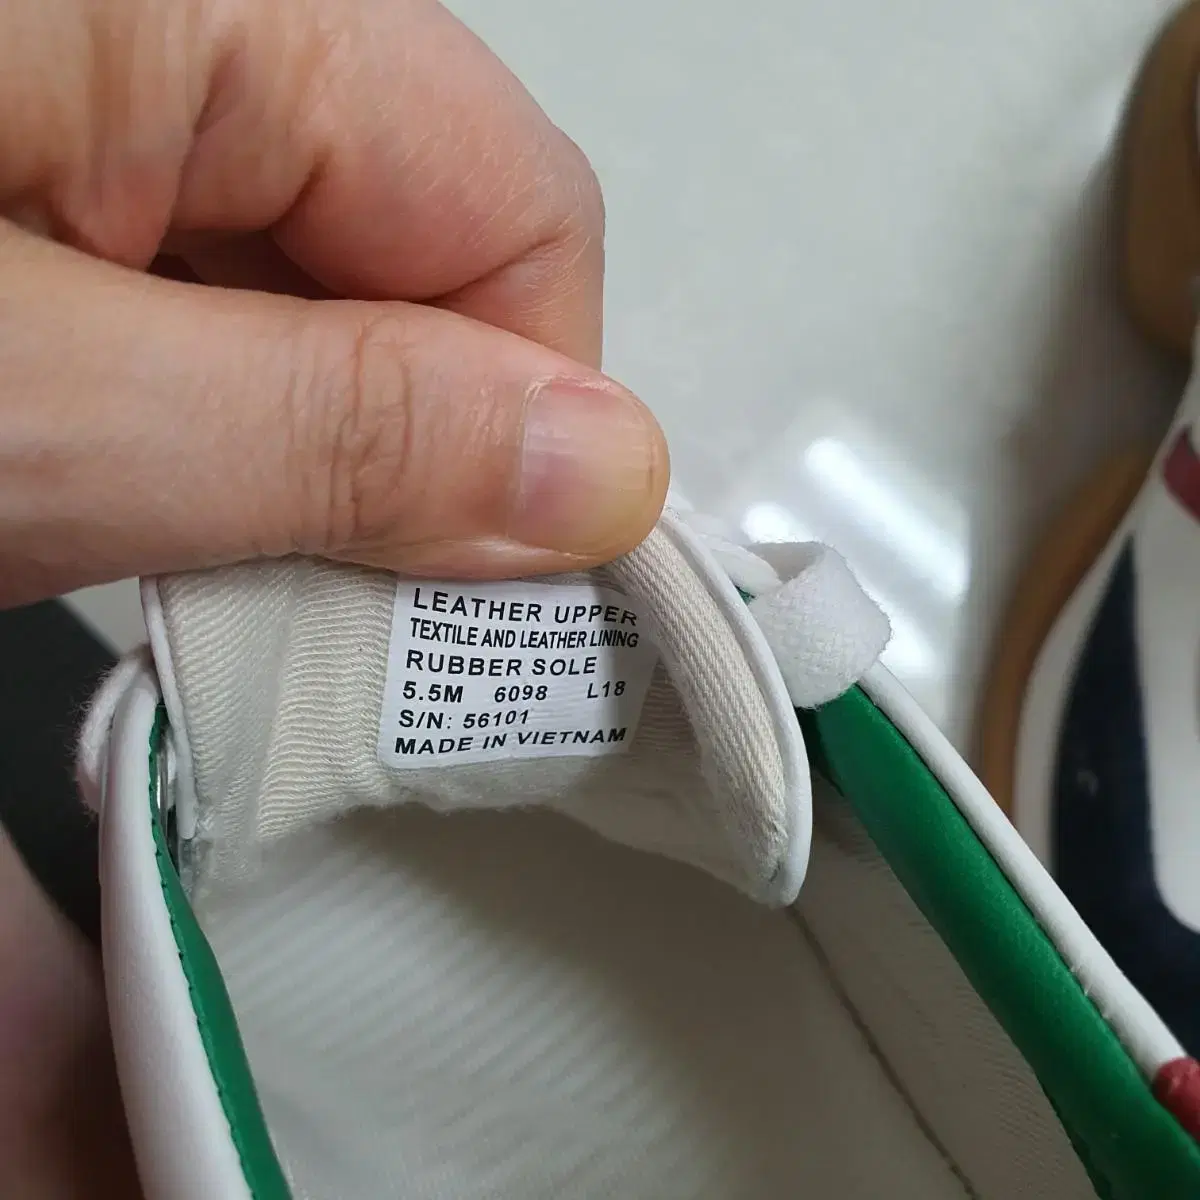 LEATHER UPPER
TEXTILE AND LEATHER LINING
RUBBER SOLE
5.5M 6098 L18
S/N: 56101
MADE IN VIETNAM